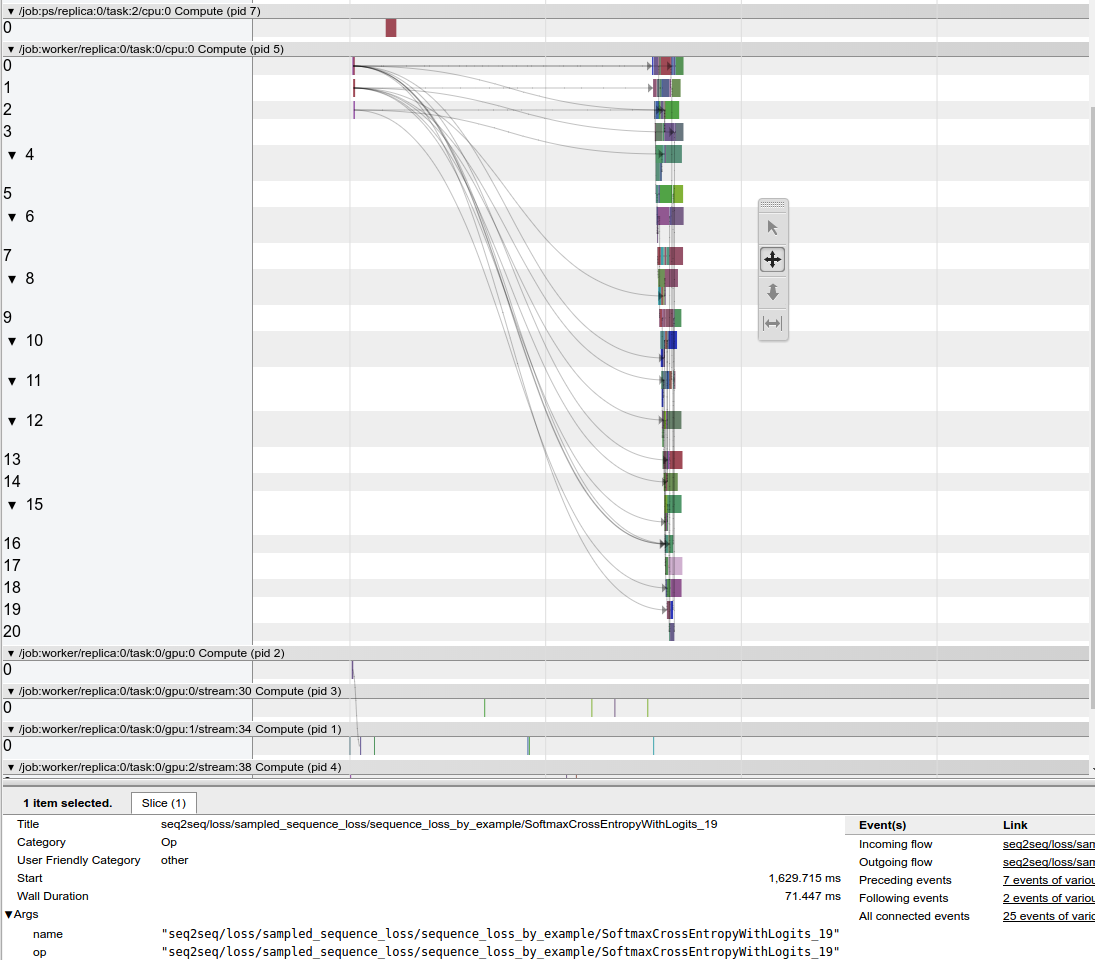 ▼ /job:ps/replica:0/task:2/cpu:0 Compute (pid 7)
0
▼ /job:worker/replica:0/task:0/cpu:0 Compute (pid 5)
0
1
2
3
▼ 4
5
▼ 6
7
▼ 8
9
▼ 10
▼ 11
▼ 12
13
14
▼ 15
16
17
18
19
20
▼ /job:worker/replica:0/task:0/gpu:0 Compute (pid 2)
0
▼ /job:worker/replica:0/task:0/gpu:0/stream:30 Compute (pid 3)
0
▼ /job:worker/replica:0/task:0/gpu:1/stream:34 Compute (pid 1)
0
▼ /job:worker/replica:0/task:0/gpu:2/stream:38 Compute (pid 4)
1 item selected. Slice (1)
Title seq2seq/loss/sampled_sequence_loss/sequence_loss_by_example/SoftmaxCrossEntropyWithLogits_19
Category Op
User Friendly Category other
Start 1,629.715 ms
Wall Duration 71.447 ms
▼Args
name "seq2seq/loss/sampled_sequence_loss/sequence_loss_by_example/SoftmaxCrossEntropyWithLogits_19"
op "seq2seq/loss/sampled_sequence_loss/sequence_loss_by_example/SoftmaxCrossEntropyWithLogits_19"
Event(s) Link
Incoming flow seq2seq/loss/sam
Outgoing flow seq2seq/loss/sam
Preceding events 7 events of variou
Following events 2 events of variou
All connected events 25 events of vario